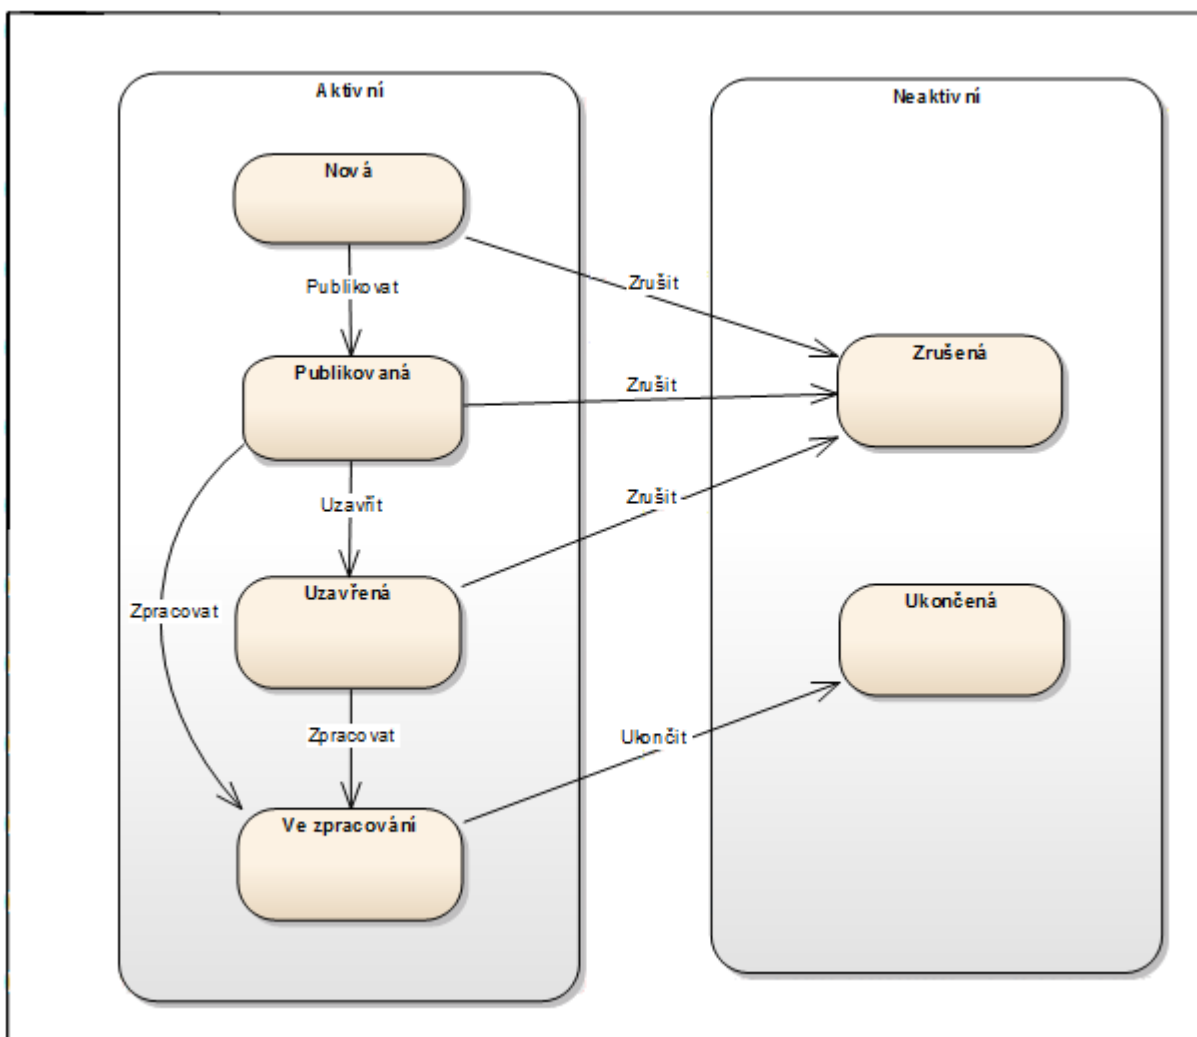 Aktivní
Neaktivní
Nová
Publikovat
Zrušit
Zrušená
Publikovaná
Zrušit
Uzavřít
Zrušit
Uzavřená
Ukončená
Zpracovat
Zpracovat
Ukončit
Ve zpracování